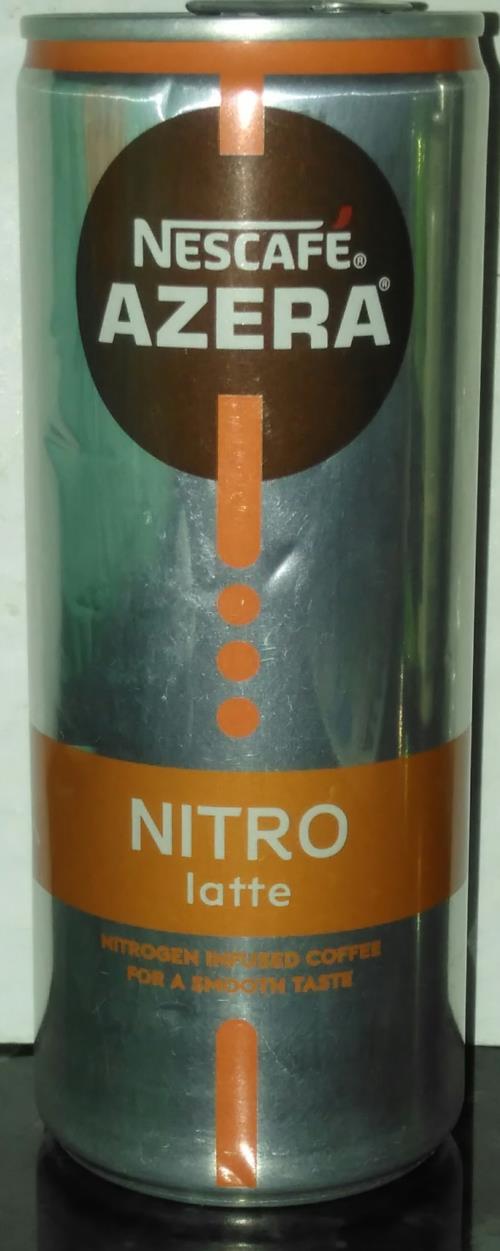 NESCAFÉ®
AZERA®
NITRO
latte
NITROGEN INFUSED COFFEE
FOR A SMOOTH TASTE